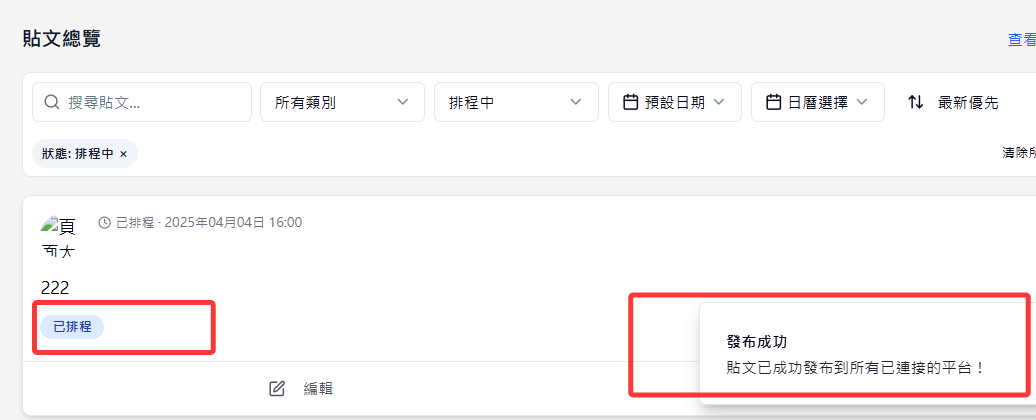 貼文總覽
查看
搜尋貼文...
所有類別
排程中
預設日期
日曆選擇
最新優先
狀態: 排程中 ×
清除所
頁
面大
已排程 · 2025年04月04日 16:00
222
已排程
發布成功
貼文已成功發布到所有已連接的平台！
編輯